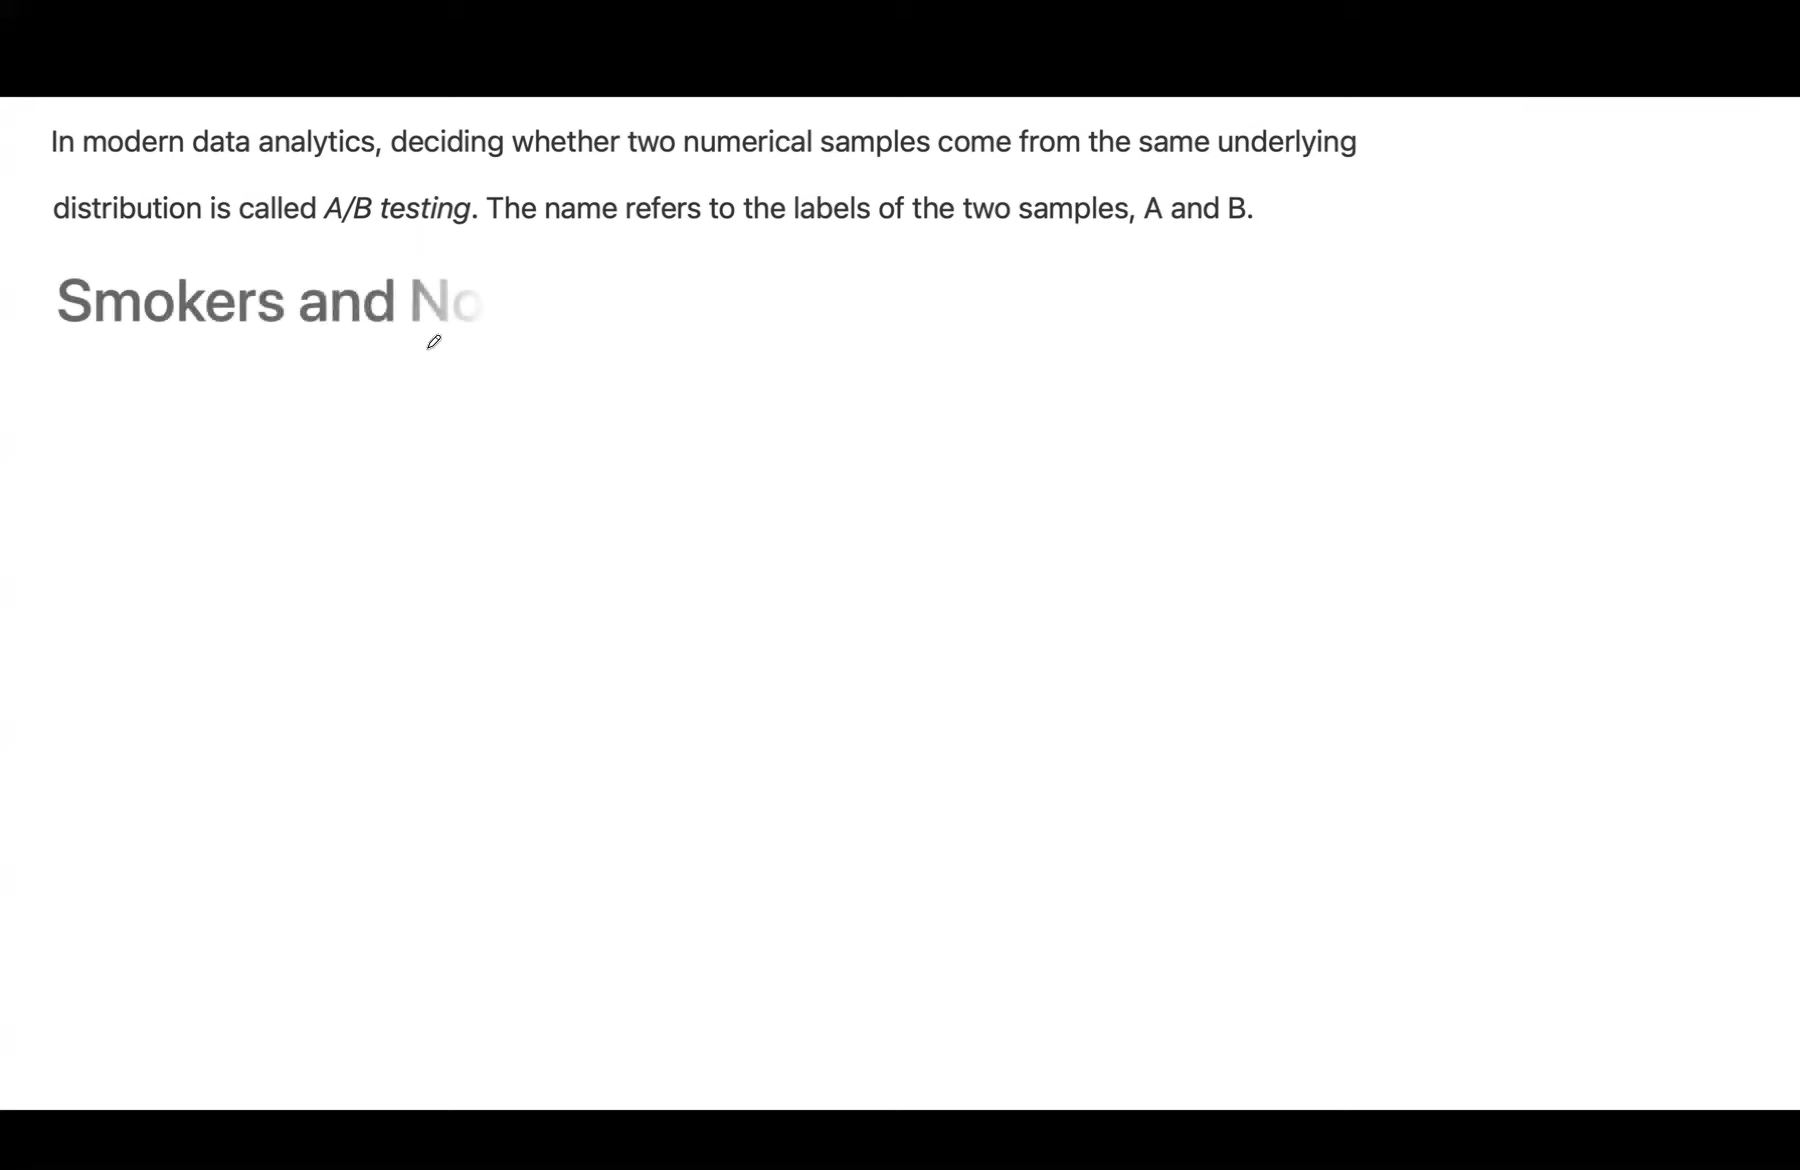 In modern data analytics, deciding whether two numerical samples come from the same underlying
distribution is called A/B testing. The name refers to the labels of the two samples, A and B.
Smokers and No